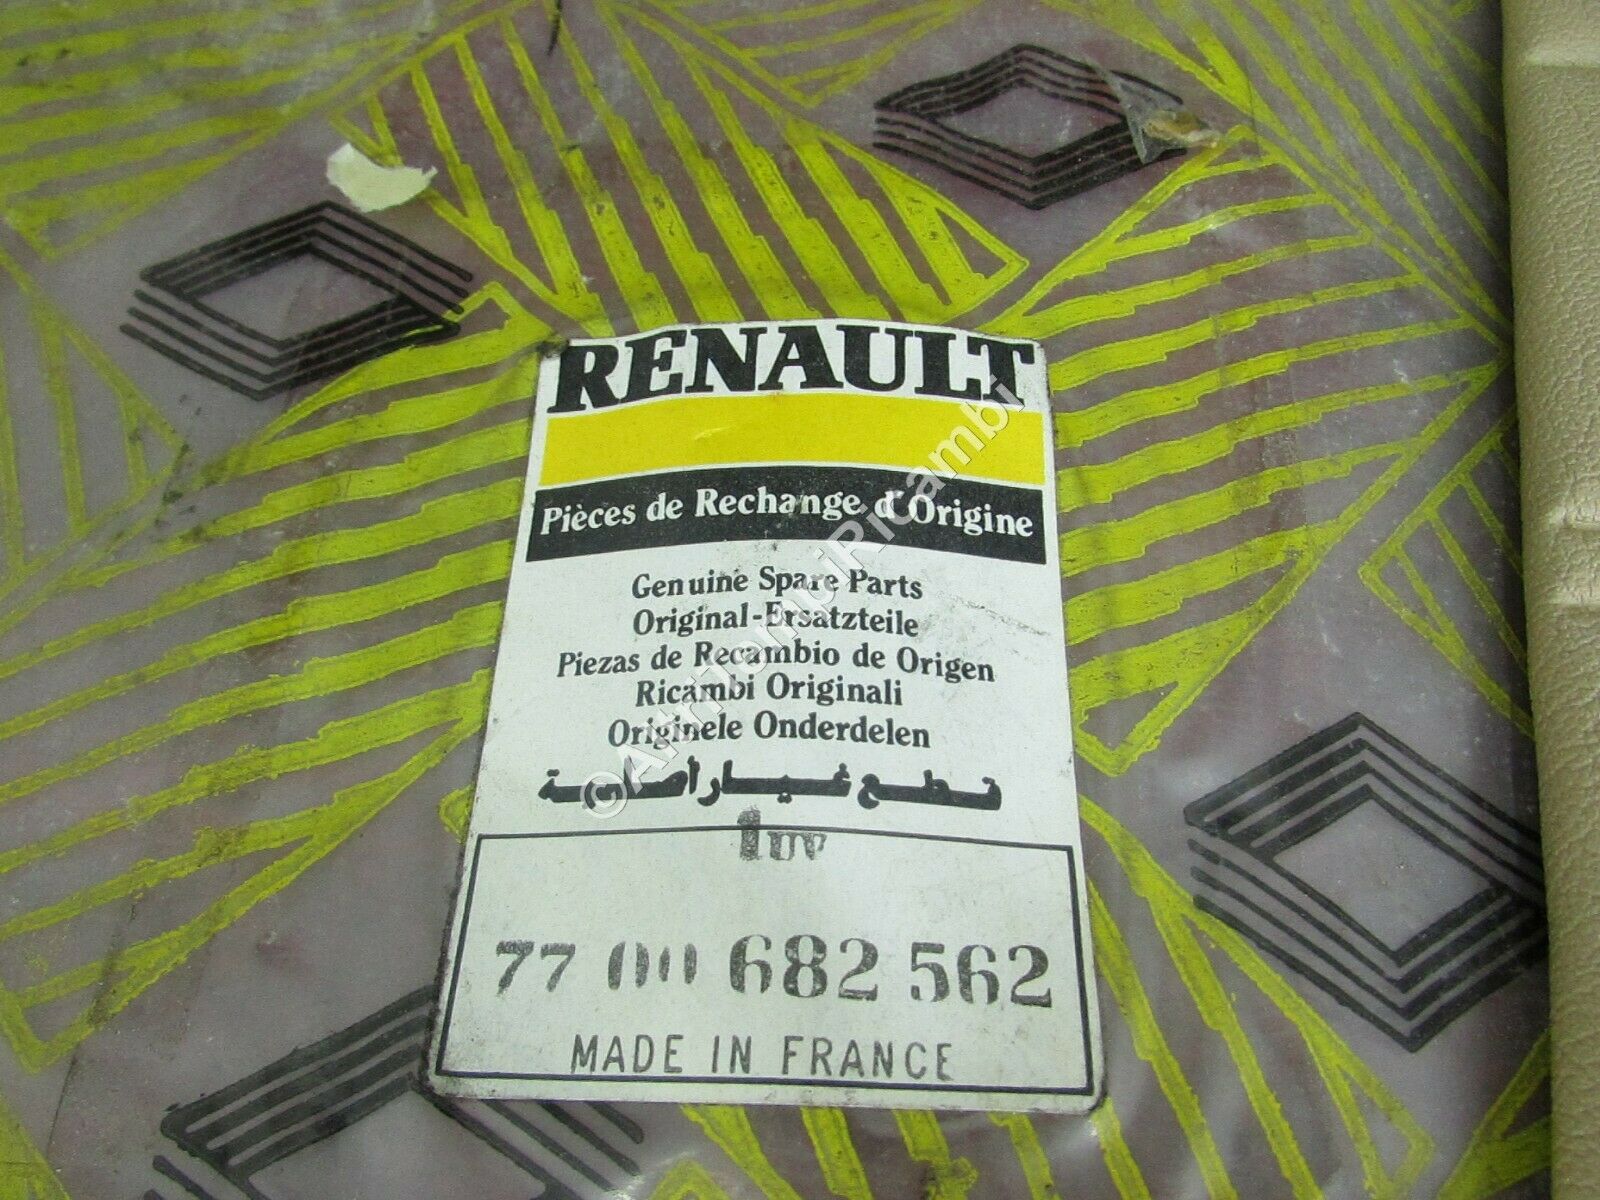 RENAULT
Pièces de Rechange d'Origine
Genuine Spare Parts
Original-Ersatzteile
Piezas de Recambio de Origen
Ricambi Originali
Originele Onderdelen
قطع غيار أصلية
1
77 00 682 562
MADE IN FRANCE